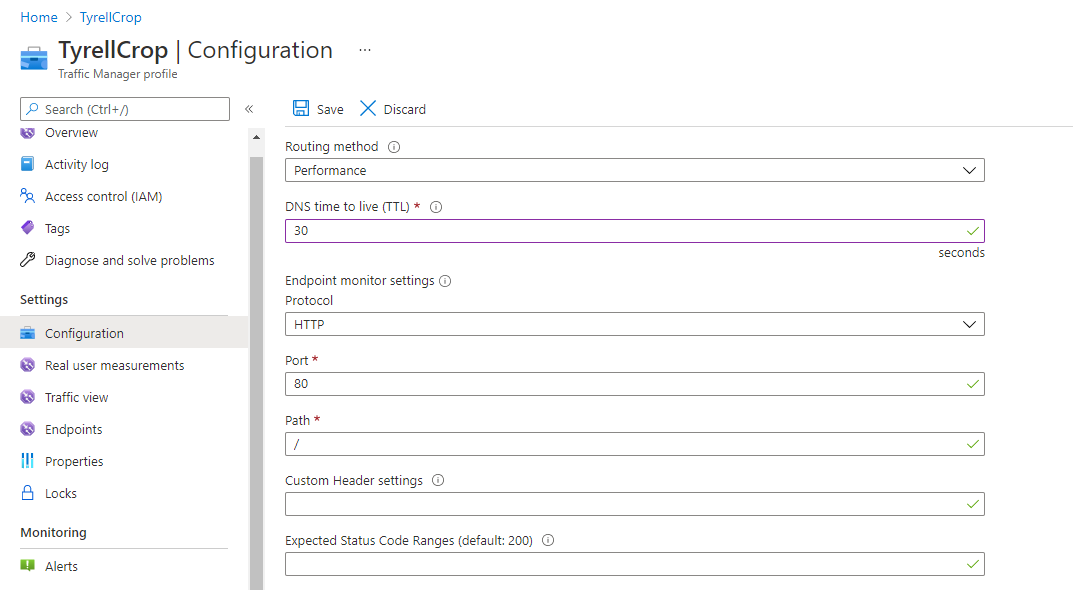 Home > TyrellCrop
TyrellCrop | Configuration ...
Traffic Manager profile
Search (Ctrl+/)
«
Overview
Activity log
Access control (IAM)
Tags
Diagnose and solve problems
Settings
Configuration
Real user measurements
Traffic view
Endpoints
Properties
Locks
Monitoring
Alerts
Save
Discard
Routing method
Performance
DNS time to live (TTL) *
30
seconds
Endpoint monitor settings
Protocol
HTTP
Port *
80
Path *
/
Custom Header settings
Expected Status Code Ranges (default: 200)